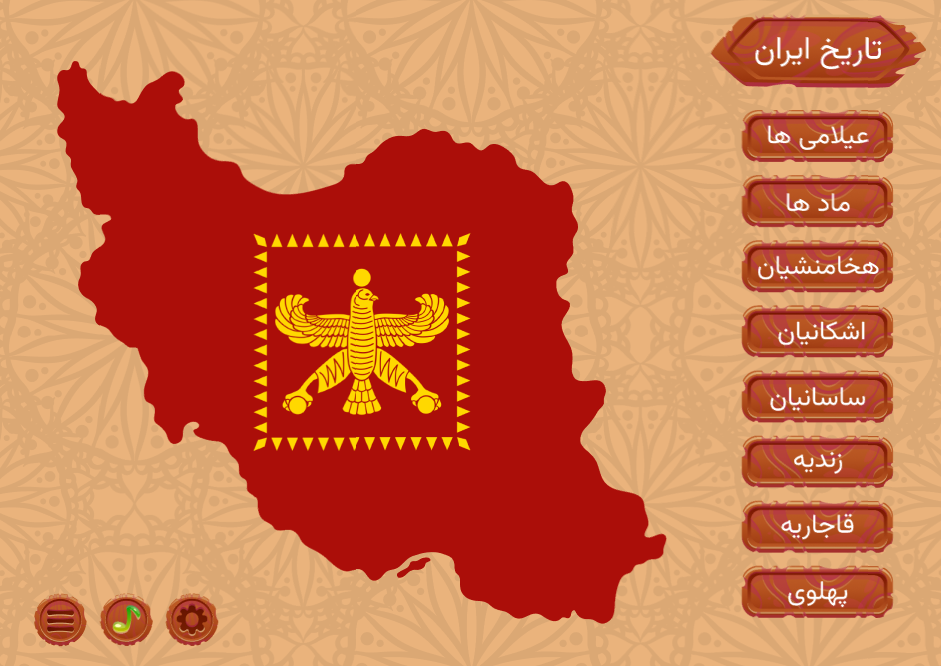 تاریخ ایران
عیلامی ها
ماد ها
هخامنشیان
اشکانیان
ساسانیان
زندیه
قاجاریه
پهلوی